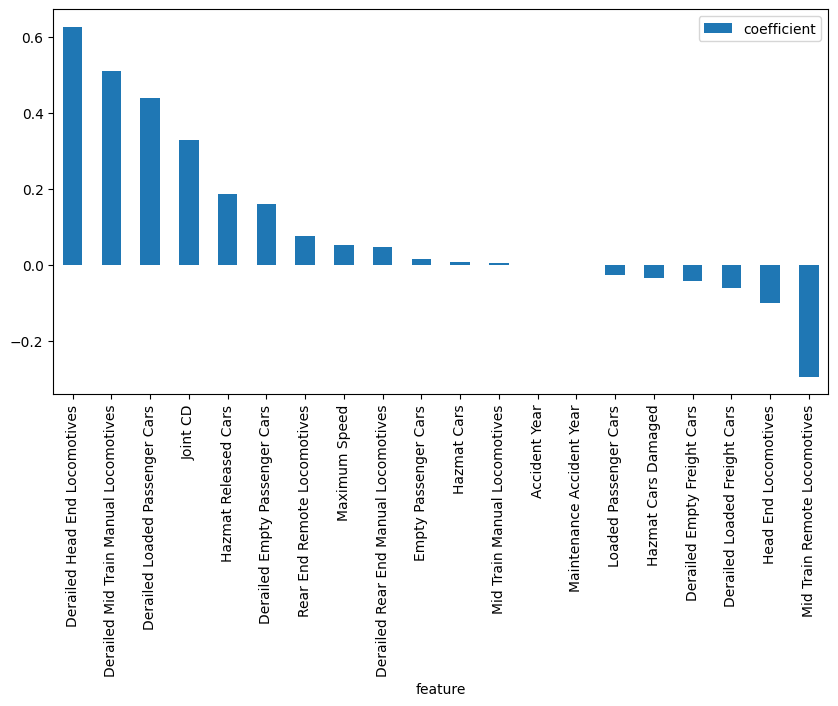 coefficient
0.6
0.4
0.2
0.0
−0.2
Derailed Head End Locomotives
Derailed Mid Train Manual Locomotives
Derailed Loaded Passenger Cars
Joint CD
Hazmat Released Cars
Derailed Empty Passenger Cars
Rear End Remote Locomotives
Maximum Speed
Derailed Rear End Manual Locomotives
Empty Passenger Cars
Hazmat Cars
Mid Train Manual Locomotives
Accident Year
Maintenance Accident Year
Loaded Passenger Cars
Hazmat Cars Damaged
Derailed Empty Freight Cars
Derailed Loaded Freight Cars
Head End Locomotives
Mid Train Remote Locomotives
feature